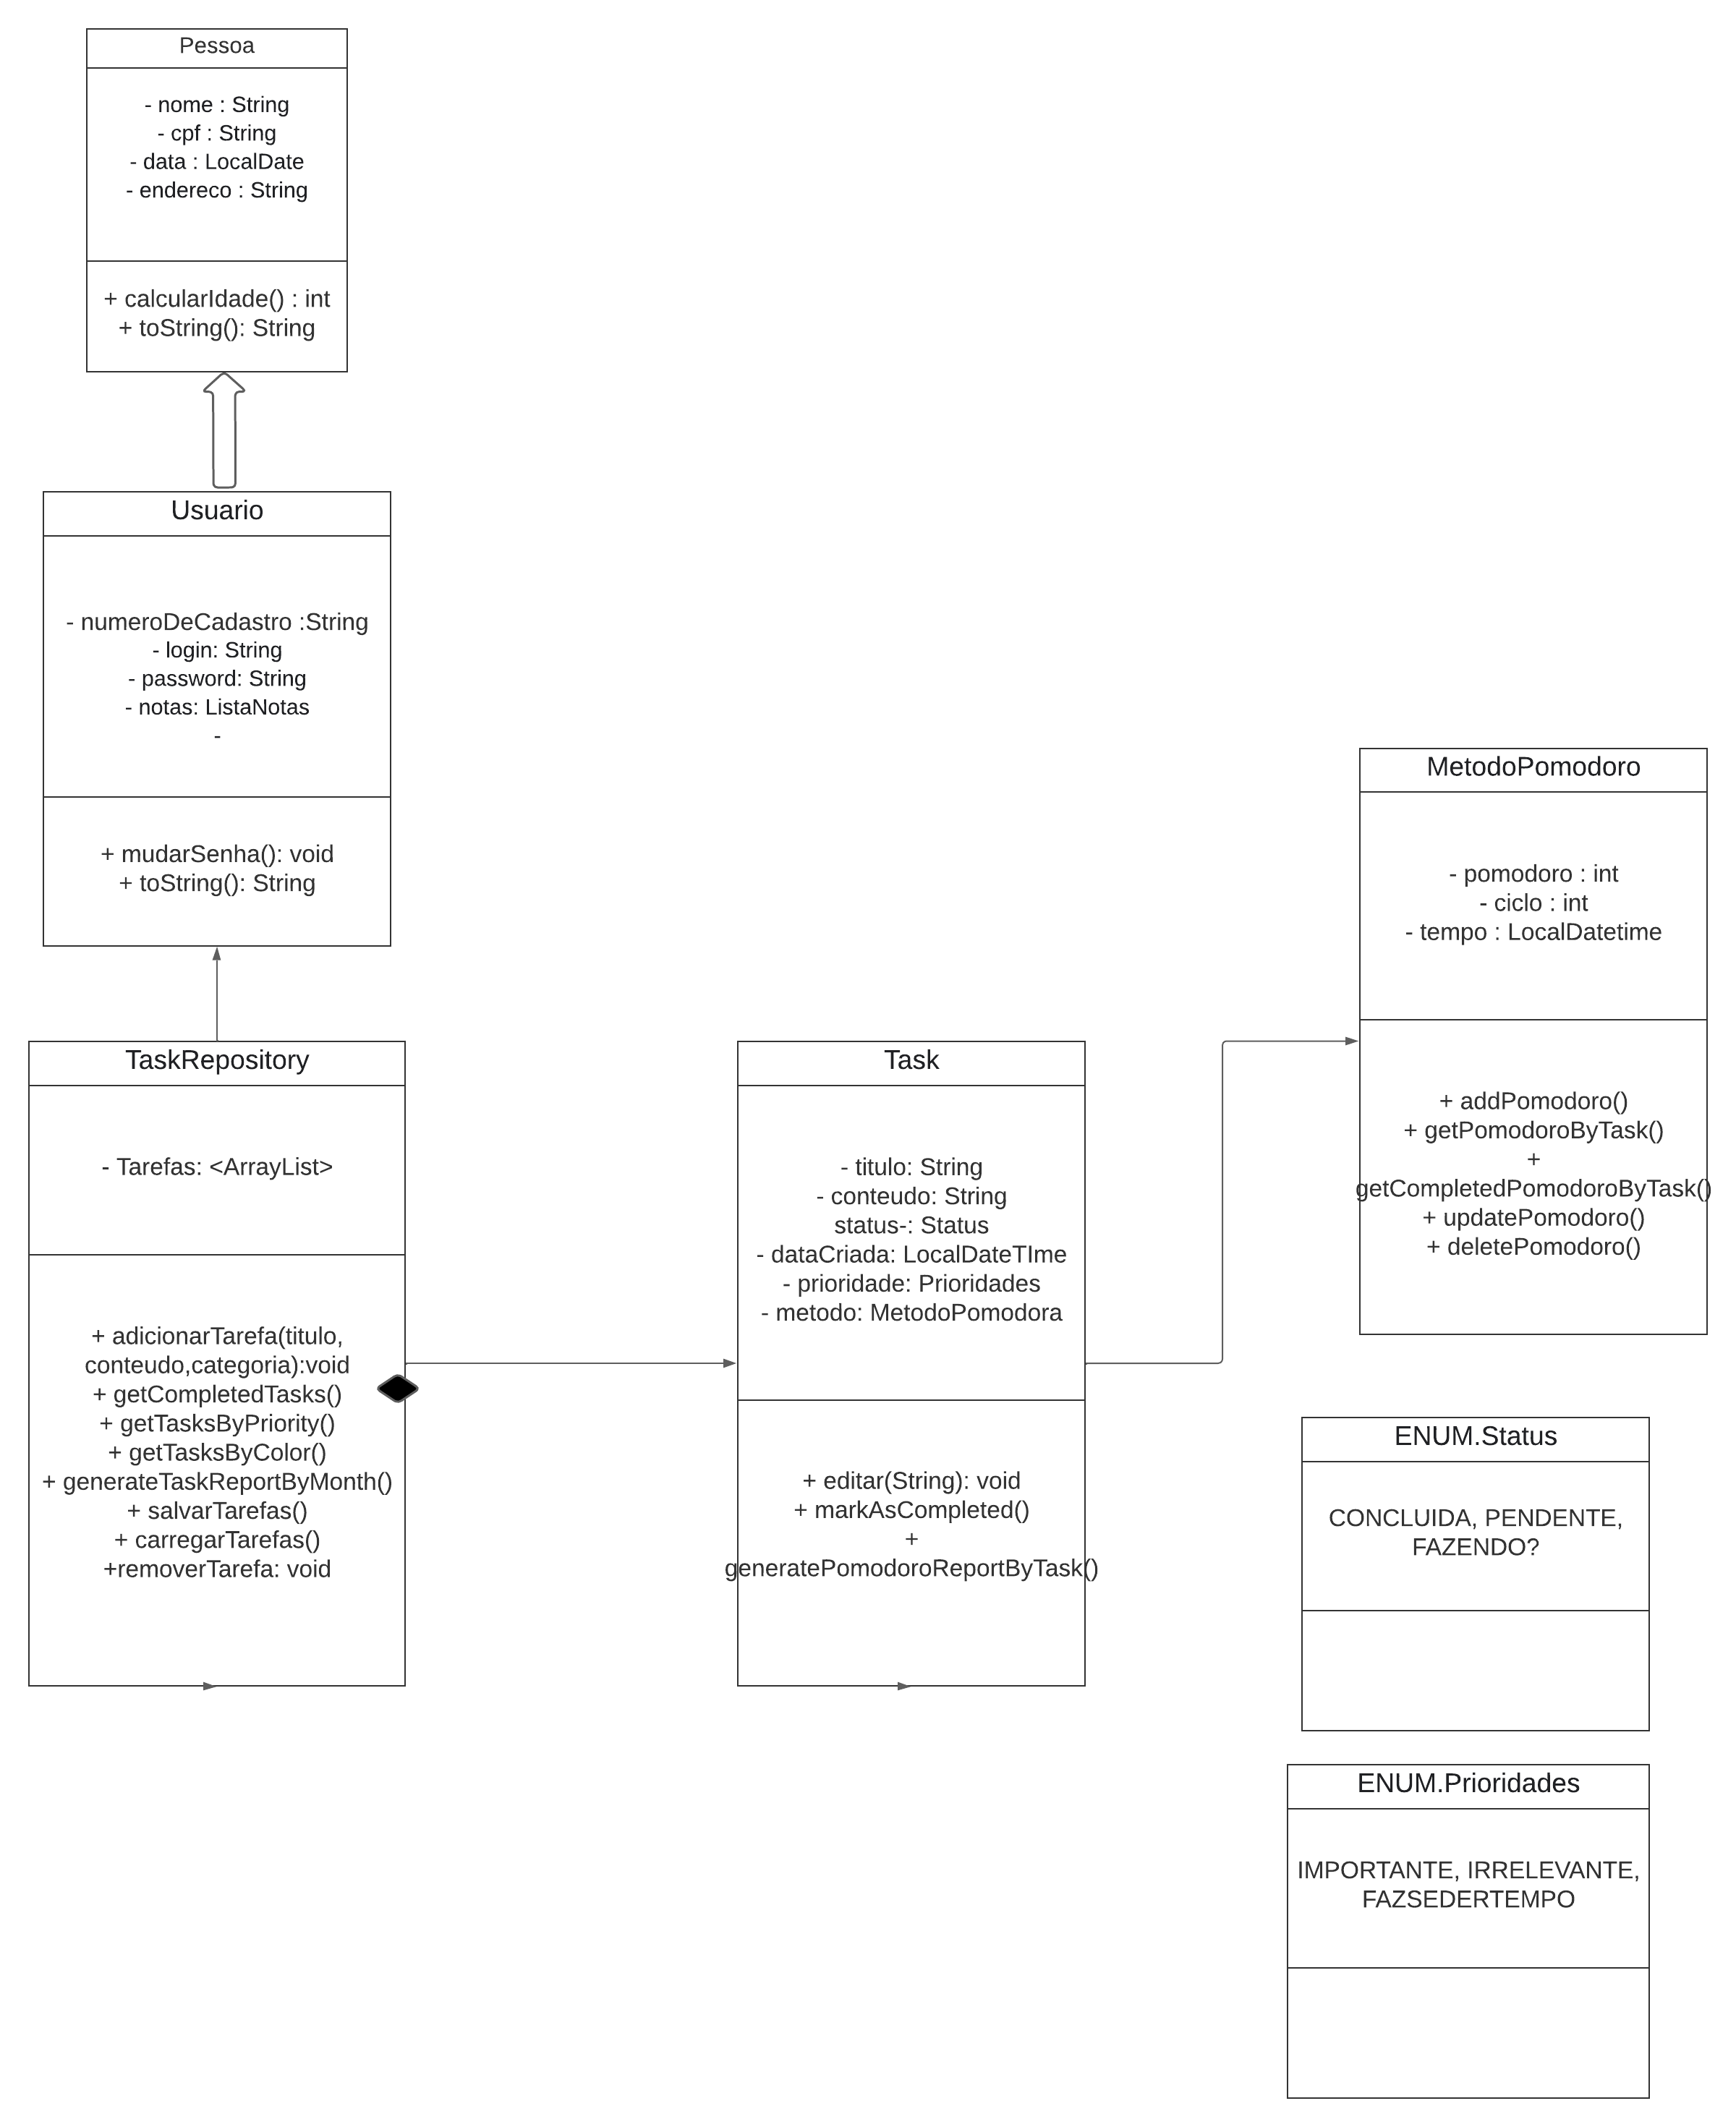 Pessoa
- nome : String
- cpf : String
- data : LocalDate
- endereco : String
+ calcularIdade() : int
+ toString(): String
Usuario
- numeroDeCadastro :String
- login: String
- password: String
- notas: ListaNotas
-
+ mudarSenha(): void
+ toString(): String
TaskRepository
- Tarefas: <ArrayList>
+ adicionarTarefa(titulo,
conteudo,categoria):void
+ getCompletedTasks()
+ getTasksByPriority()
+ getTasksByColor()
+ generateTaskReportByMonth()
+ salvarTarefas()
+ carregarTarefas()
+removerTarefa: void
Task
- titulo: String
- conteudo: String
status-: Status
- dataCriada: LocalDateTIme
- prioridade: Prioridades
- metodo: MetodoPomodora
+ editar(String): void
+ markAsCompleted()
+
generatePomodoroReportByTask()
MetodoPomodoro
- pomodoro : int
- ciclo : int
- tempo : LocalDatetime
+ addPomodoro()
+ getPomodoroByTask()
+
getCompletedPomodoroByTask()
+ updatePomodoro()
+ deletePomodoro()
ENUM.Status
CONCLUIDA, PENDENTE,
FAZENDO?
ENUM.Prioridades
IMPORTANTE, IRRELEVANTE,
FAZSEDERTEMPO